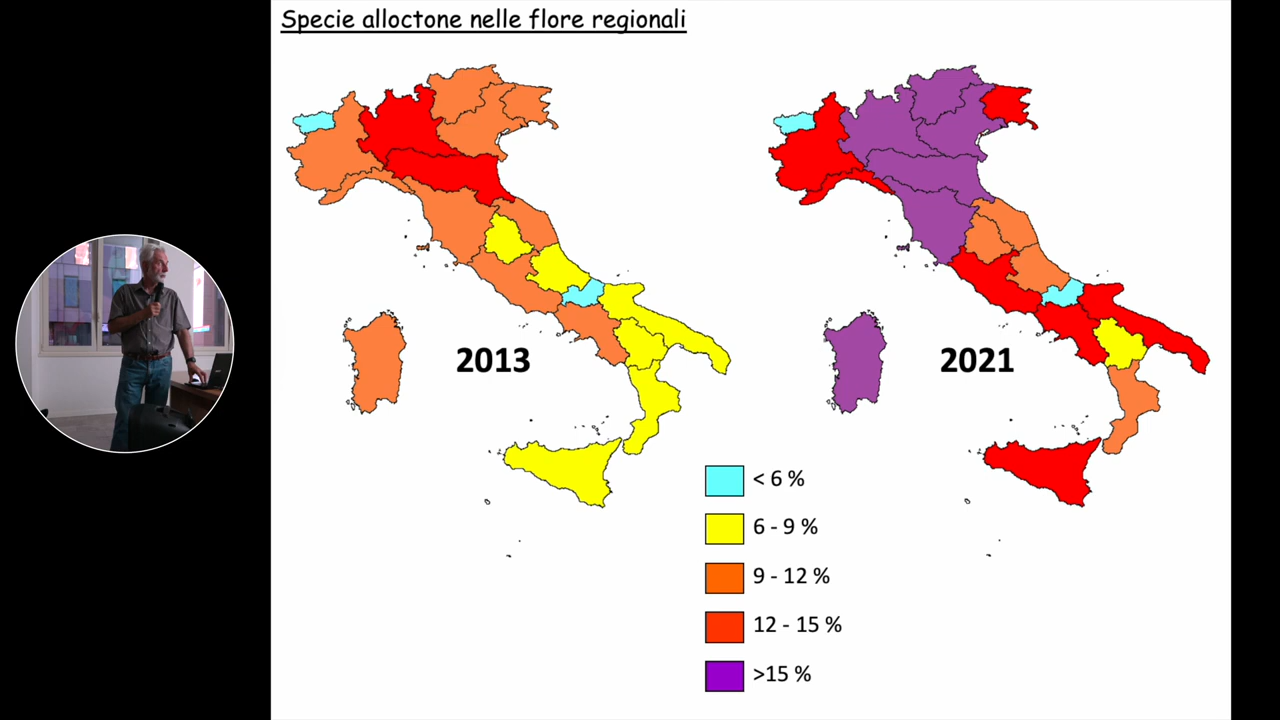 Specie alloctone nelle flore regionali
2013
2021
< 6 %
6 - 9 %
9 - 12 %
12 - 15 %
>15 %